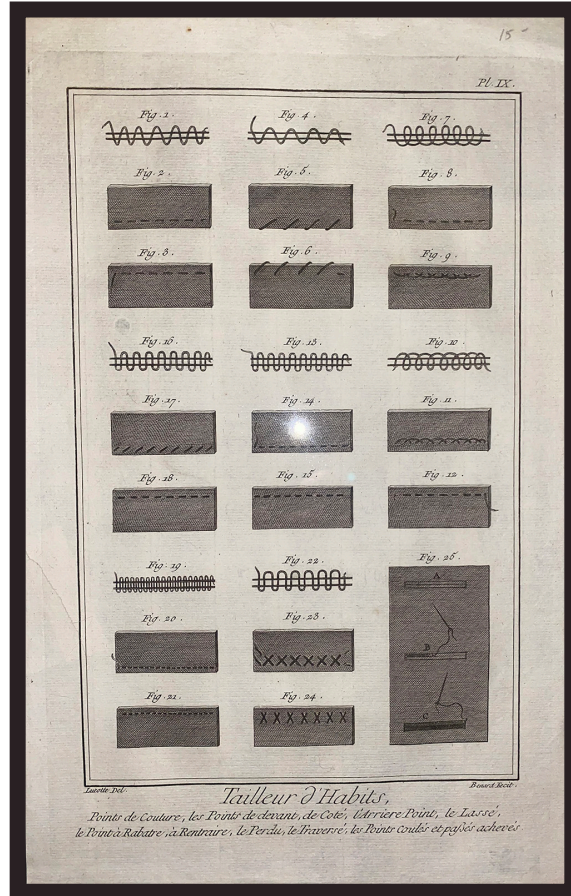 15
Pl. IX.
Fig. 1. Fig. 4. Fig. 7.
Fig. 2. Fig. 5. Fig. 8.
Fig. 3. Fig. 6. Fig. 9.
Fig. 16. Fig. 13. Fig. 10.
Fig. 17. Fig. 14. Fig. 11.
Fig. 18. Fig. 15. Fig. 12.
Fig. 19. Fig. 22. Fig. 25.
A
Fig. 20. Fig. 23.
B
Fig. 21. Fig. 24.
C
Lucotte Del. Benard Fecit.
Tailleur d'Habits,
Points de Couture, les Points de devant, de Coté, l'Arriere Point, le Lassé,
le Point à Rabatre, à Rentraire, le Perdu, le Traversé, les Points coulés et passés achevés